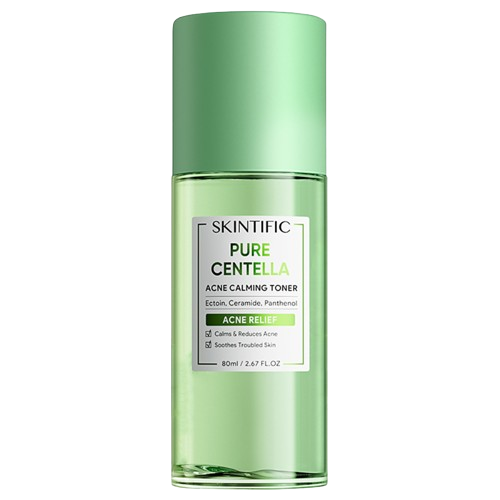 SKINTIFIC
PURE
CENTELLA
ACNE CALMING TONER
Ectoin, Ceramide, Panthenol
ACNE RELIEF
☑ Calms & Reduces Acne
☑ Soothes Troubled Skin
80ml / 2.67 FL.OZ